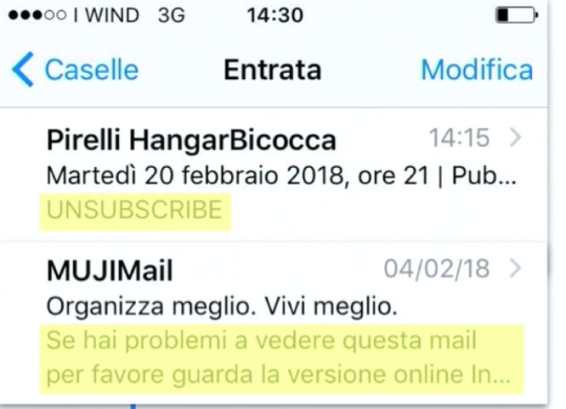 I WIND 3G 14:30
Caselle Entrata Modifica
Pirelli HangarBicocca 14:15
Martedì 20 febbraio 2018, ore 21 | Pub...
UNSUBSCRIBE
MUJIMail 04/02/18
Organizza meglio. Vivi meglio.
Se hai problemi a vedere questa mail
per favore guarda la versione online In...